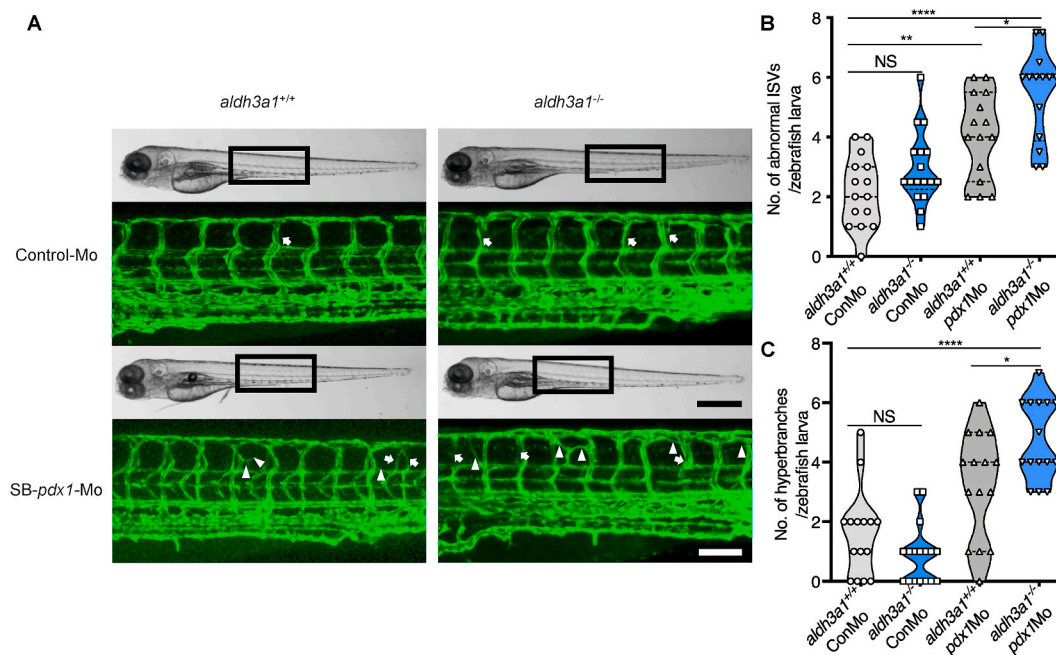 A
aldh3a1+/+
aldh3a1-/-
Control-Mo
SB-pdx1-Mo
B
No. of abnormal ISVs
/zebrafish larva
8
6
4
2
0
****
**
*
NS
aldh3a1+/+
ConMo
aldh3a1-/-
ConMo
aldh3a1+/+
pdx1Mo
aldh3a1-/-
pdx1Mo
C
No. of hyperbranches
/zebrafish larva
8
6
4
2
0
****
*
NS
aldh3a1+/+
ConMo
aldh3a1-/-
ConMo
aldh3a1+/+
pdx1Mo
aldh3a1-/-
pdx1Mo